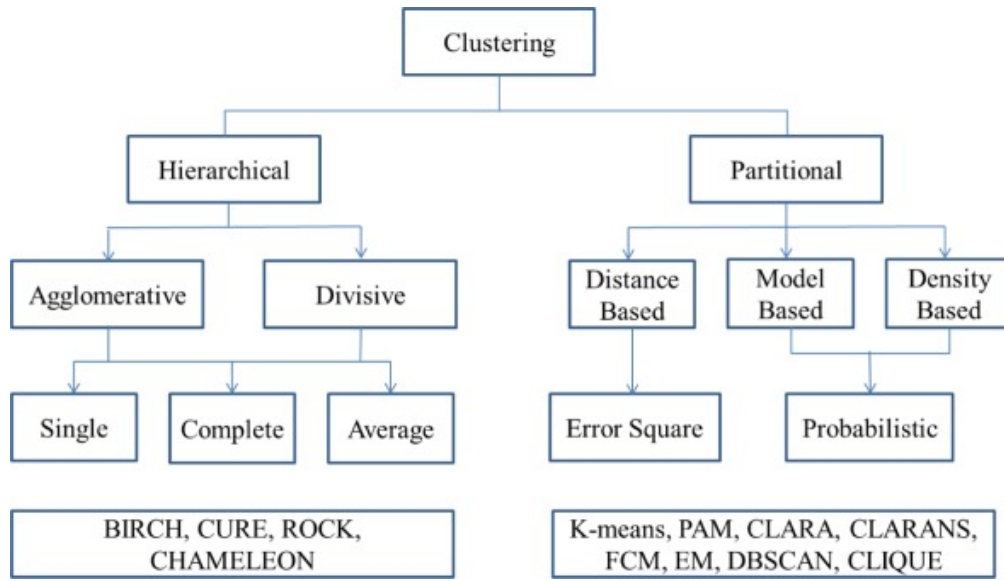 Clustering
Hierarchical
Partitional
Agglomerative
Divisive
Distance
Based
Model
Based
Density
Based
Single
Complete
Average
Error Square
Probabilistic
BIRCH, CURE, ROCK,
CHAMELEON
K-means, PAM, CLARA, CLARANS,
FCM, EM, DBSCAN, CLIQUE